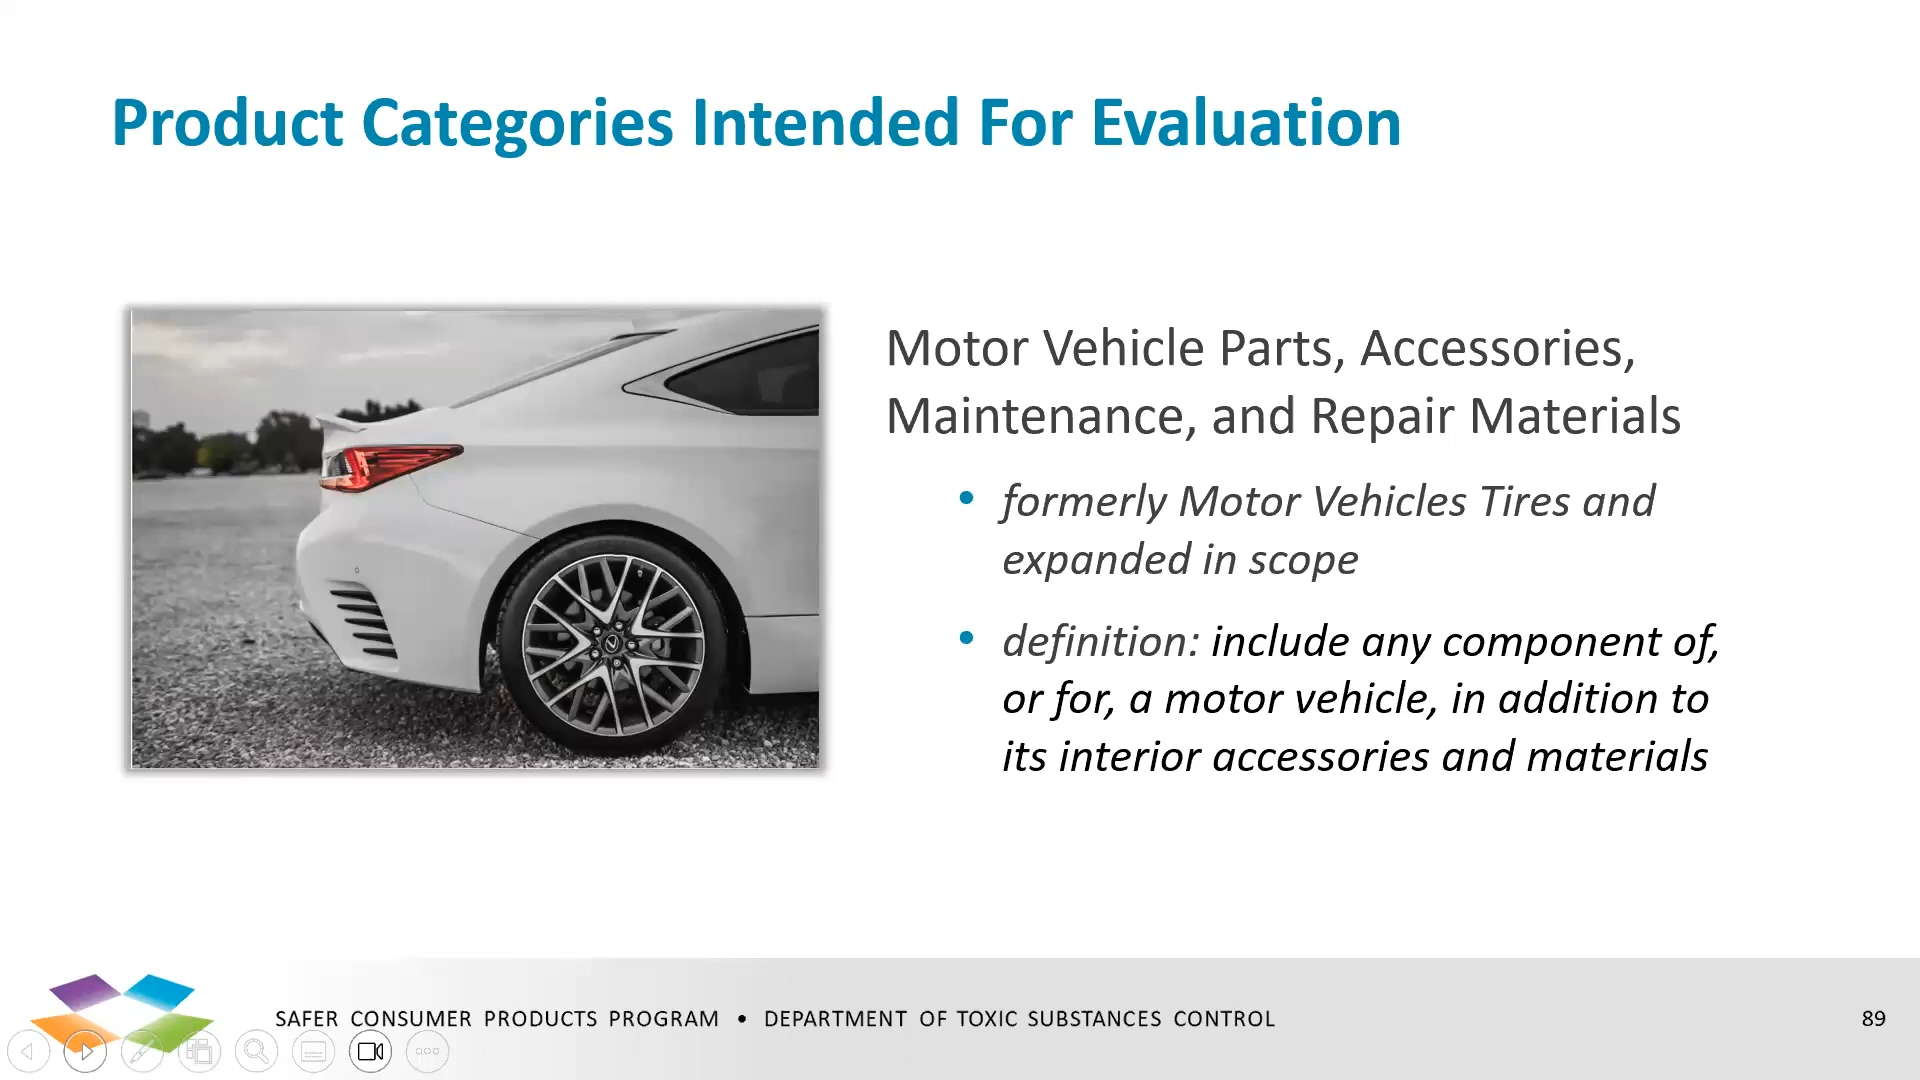 Product Categories Intended For Evaluation
Motor Vehicle Parts, Accessories,
Maintenance, and Repair Materials
• formerly Motor Vehicles Tires and
expanded in scope
• definition: include any component of,
or for, a motor vehicle, in addition to
its interior accessories and materials
SAFER CONSUMER PRODUCTS PROGRAM • DEPARTMENT OF TOXIC SUBSTANCES CONTROL
89